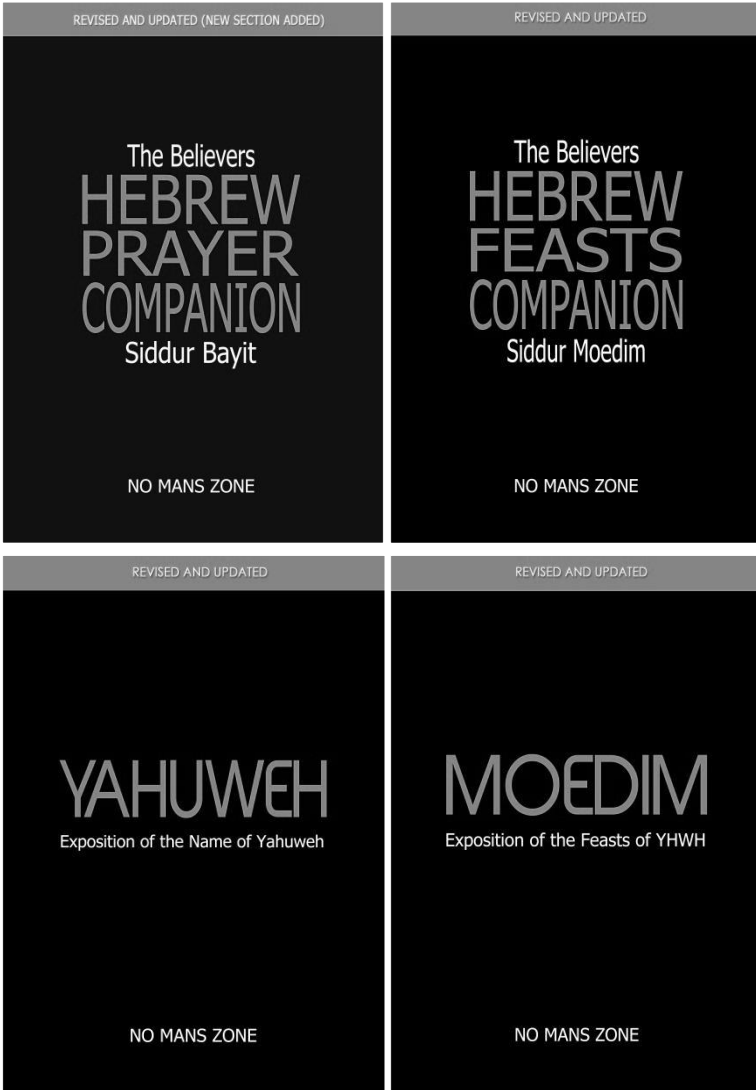 REVISED AND UPDATED (NEW SECTION ADDED)
The Believers
HEBREW
PRAYER
COMPANION
Siddur Bayit
NO MANS ZONE
REVISED AND UPDATED
The Believers
HEBREW
FEASTS
COMPANION
Siddur Moedim
NO MANS ZONE
REVISED AND UPDATED
YAHUWEH
Exposition of the Name of Yahuweh
NO MANS ZONE
REVISED AND UPDATED
MOEDIM
Exposition of the Feasts of YHWH
NO MANS ZONE